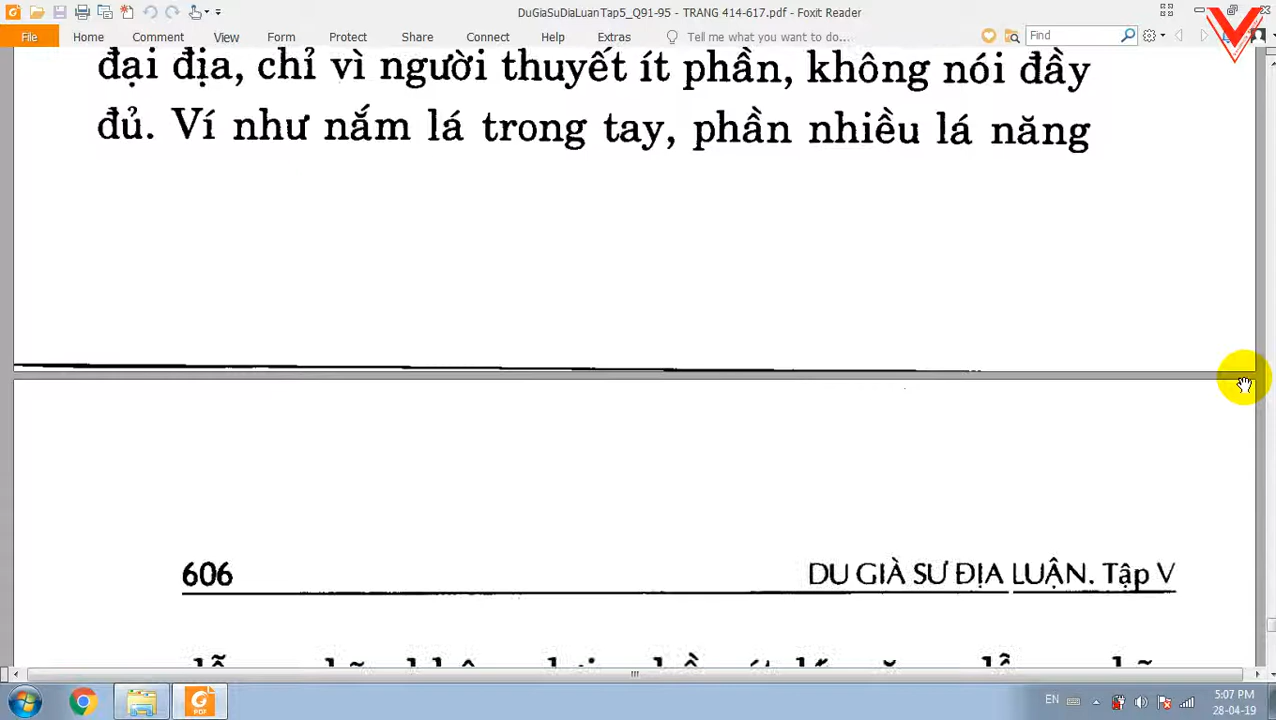 DuGiaSuDiaLuanTap5_Q91-95 - TRANG 414-617.pdf - Foxit Reader
File Home Comment View Form Protect Share Connect Help Extras Tell me what you want to do... Find
đại địa, chỉ vì người thuyết ít phần, không nói đầy
đủ. Ví như nắm lá trong tay, phần nhiều lá năng
606 DU GIÀ SƯ ĐỊA LUẬN. Tập V
PDF
EN 5:07 PM
28-04-19